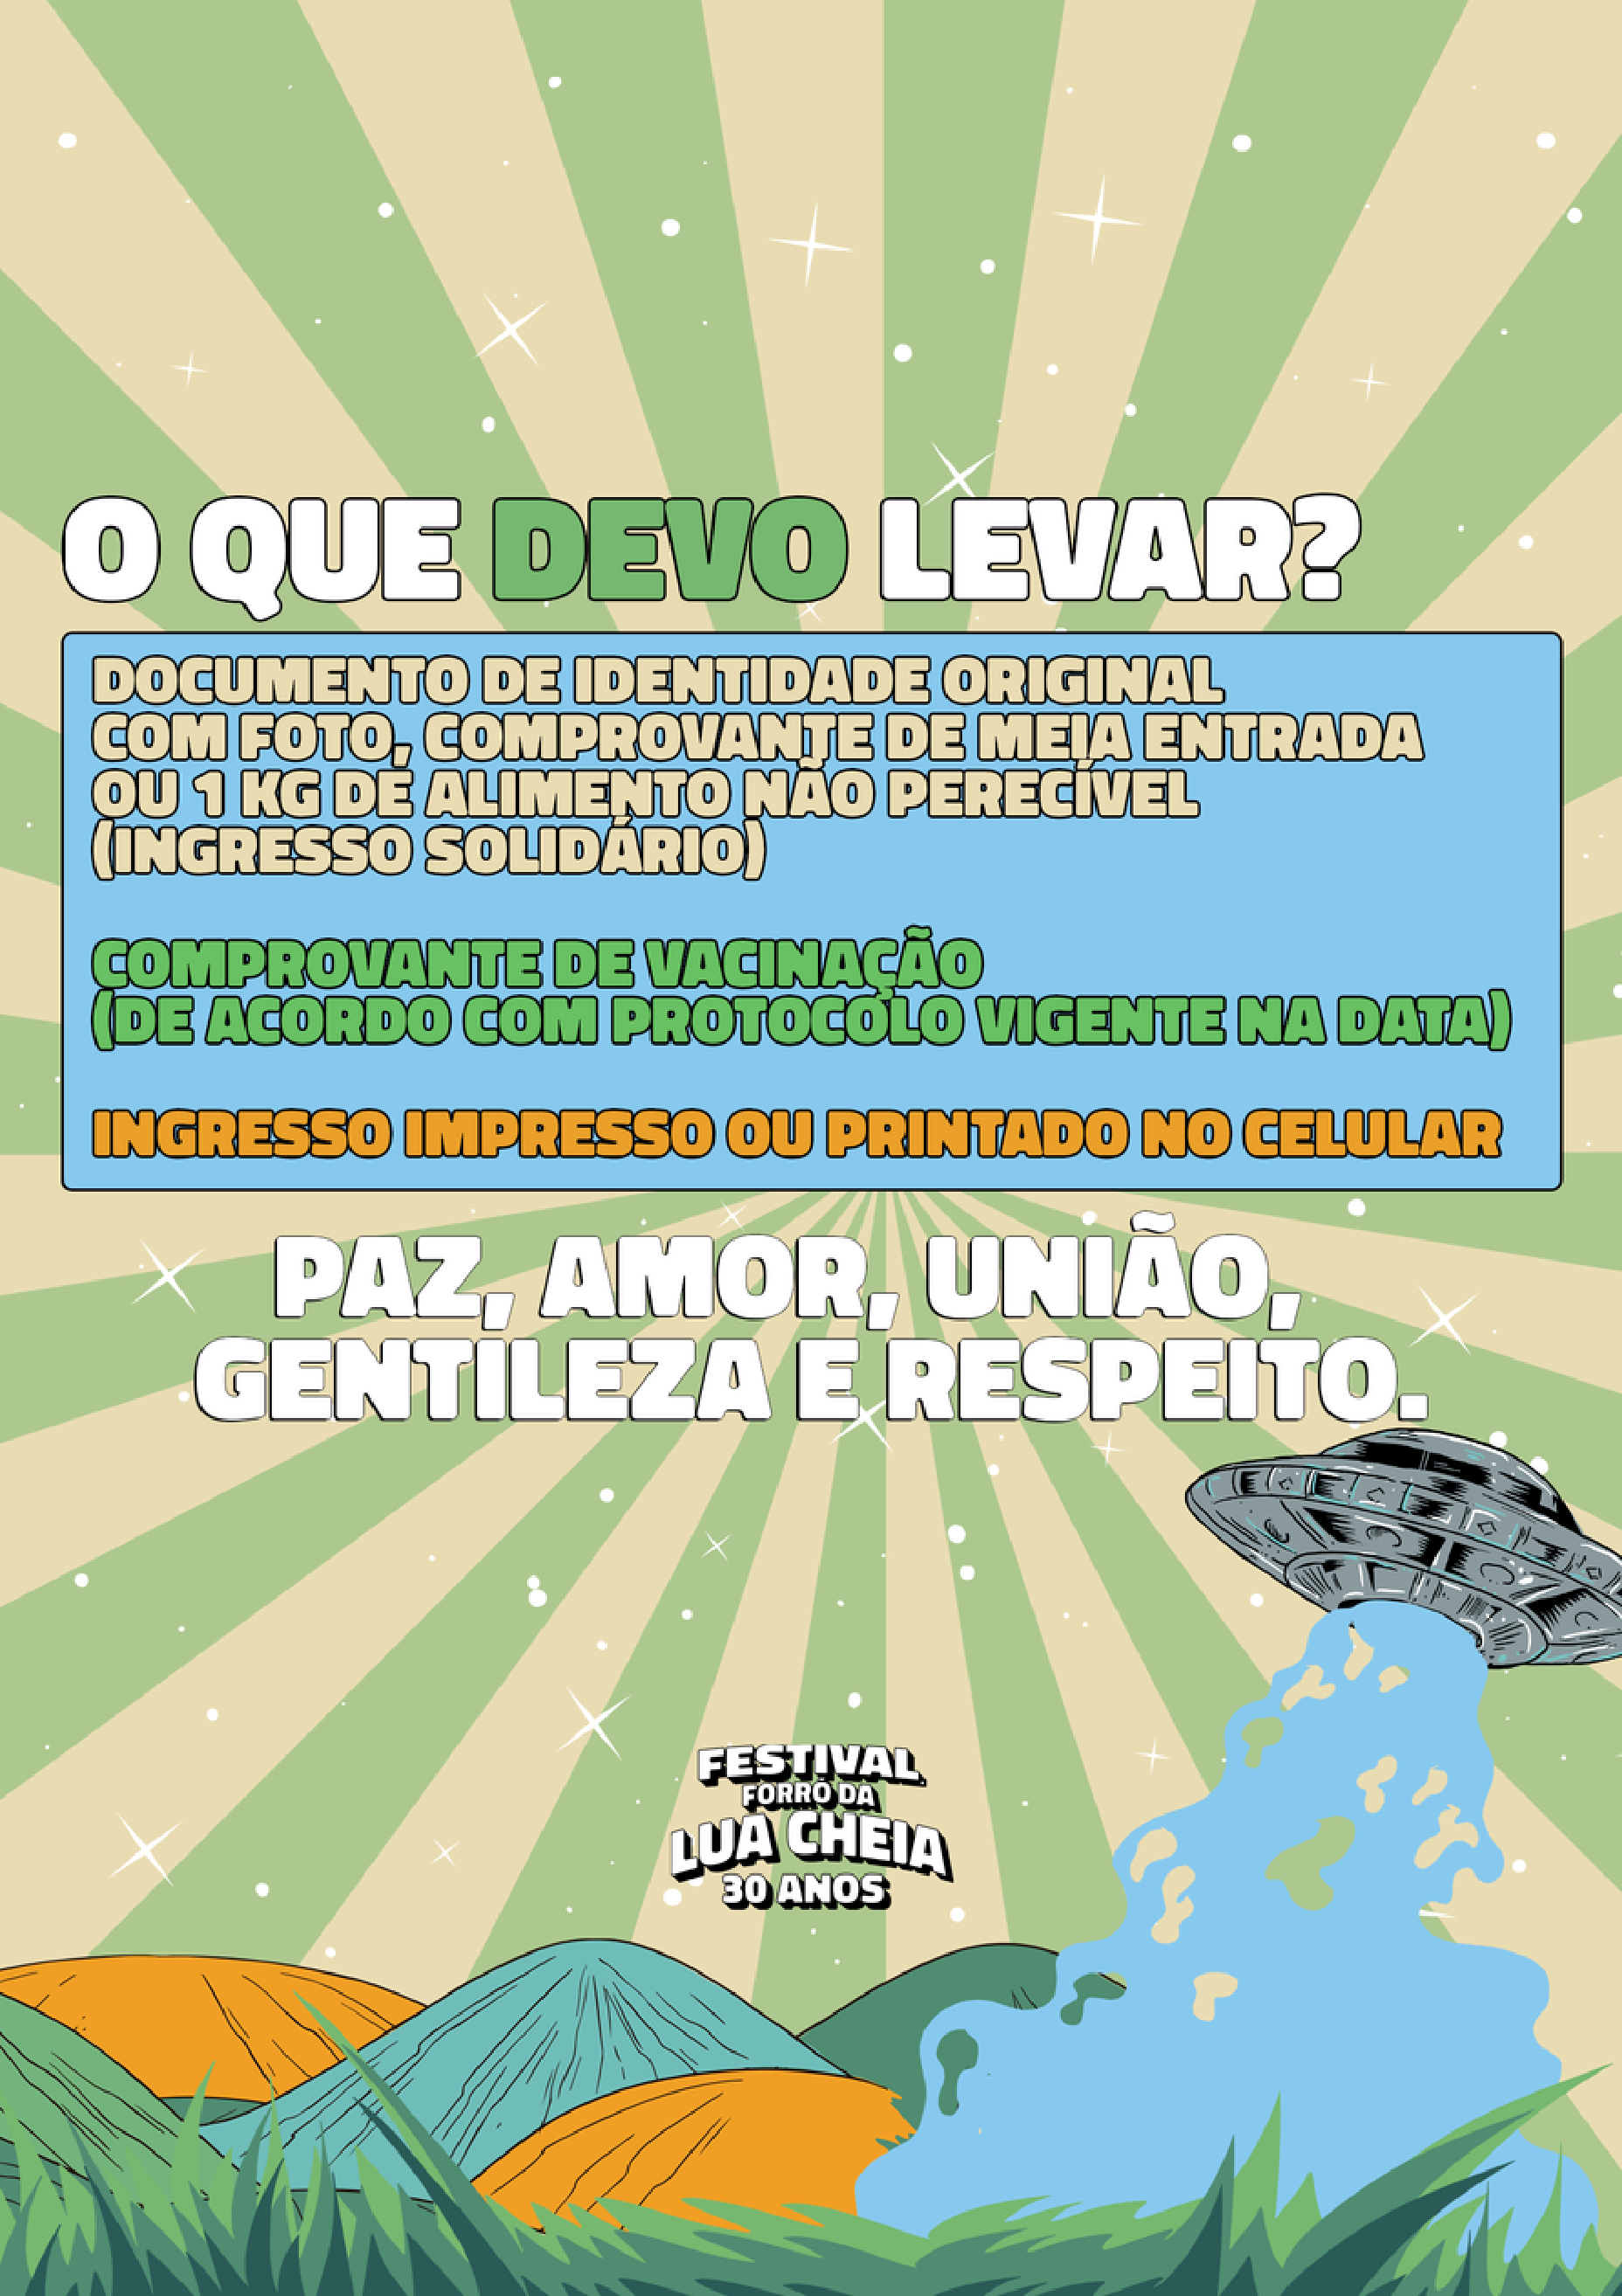 O QUE DEVO LEVAR?
DOCUMENTO DE IDENTIDADE ORIGINAL
COM FOTO, COMPROVANTE DE MEIA ENTRADA
OU 1 KG DE ALIMENTO NÃO PERECÍVEL
(INGRESSO SOLIDÁRIO)
COMPROVANTE DE VACINAÇÃO
(DE ACORDO COM PROTOCOLO VIGENTE NA DATA)
INGRESSO IMPRESSO OU PRINTADO NO CELULAR
PAZ, AMOR, UNIÃO,
GENTILEZA E RESPEITO.
FESTIVAL
FORRÓ DA
LUA CHEIA
30 ANOS